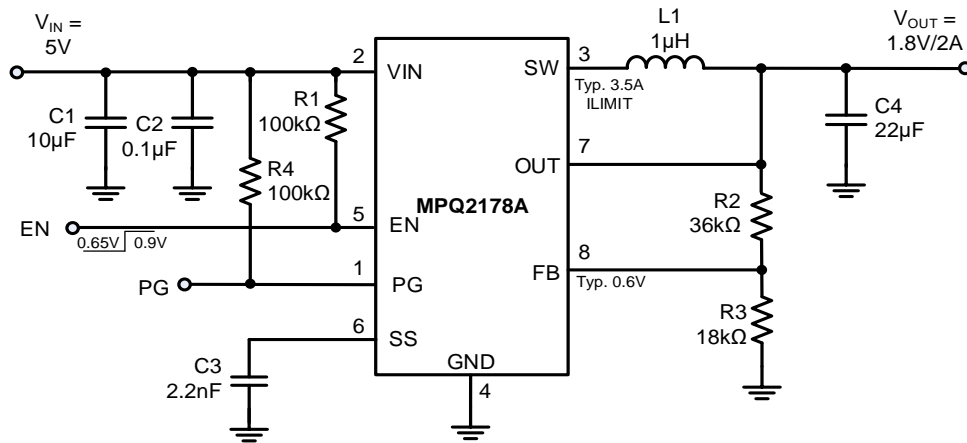 VIN =
5V
C1
10µF
C2
0.1µF
R1
100kΩ
R4
100kΩ
EN
0.65V 0.9V
PG
C3
2.2nF
2
VIN
5
EN
1
PG
6
SS
MPQ2178A
GND
4
SW
3
Typ. 3.5A
ILIMIT
OUT
7
FB
8
Typ. 0.6V
L1
1µH
VOUT =
1.8V/2A
C4
22µF
R2
36kΩ
R3
18kΩ